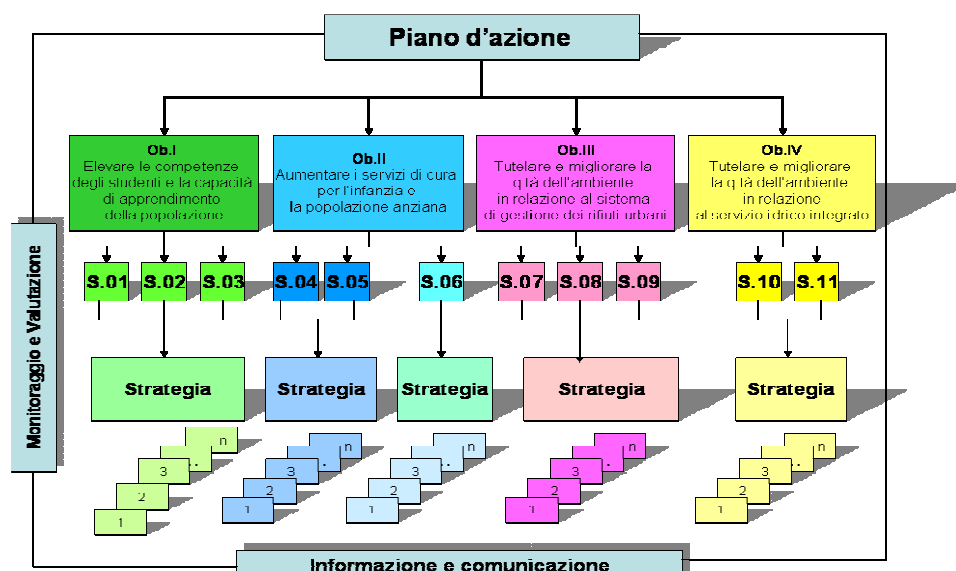 Piano d'azione
Ob.I
Elevare le competenze
degli studenti e la capacità
di apprendimento
della popolazione
Ob.II
Aumentare i servizi di cura
per l'infanzia e
la popolazione anziana
Ob.III
Tutelare e migliorare la
q.tà dell'ambiente
in relazione al sistema
di gestione dei rifiuti urbani
Ob.IV
Tutelare e migliorare
la q.tà dell'ambiente
in relazione
al servizio idrico integrato
S.01 S.02 S.03 S.04 S.05 S.06 S.07 S.08 S.09 S.10 S.11
Monitoraggio e Valutazione
Strategia Strategia Strategia Strategia Strategia
n
..
3
2
1
n
.
3
2
1
n
..
3
2
1
n
.
3
2
1
n
..
3
2
1
Informazione e comunicazione